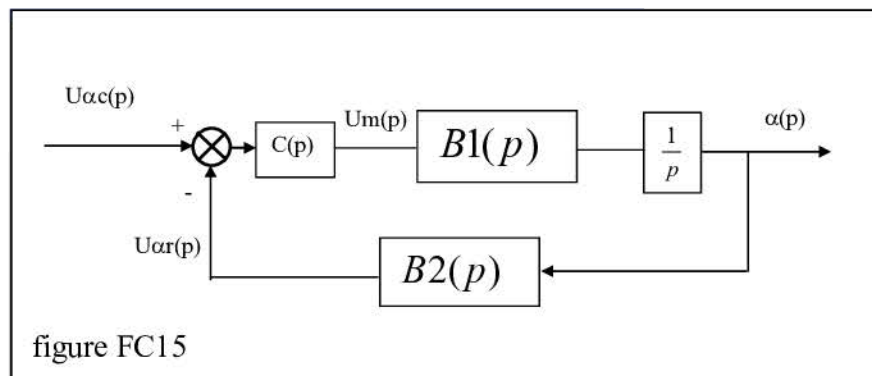 Uαc(p)
+
C(p)
Um(p)
B1(p)
1
p
α(p)
-
Uαr(p)
B2(p)
figure FC15